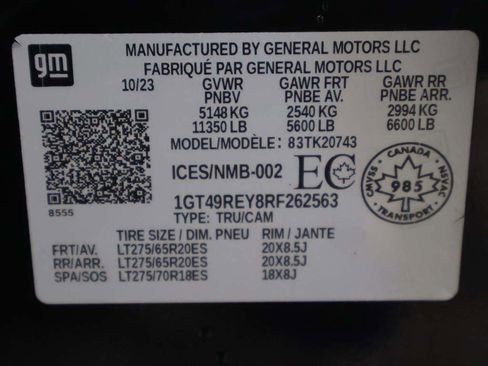 gm
MANUFACTURED BY GENERAL MOTORS LLC
FABRIQUÉ PAR GENERAL MOTORS LLC
10/23 GVWR GAWR FRT GAWR RR
PNBV PNBE AV. PNBE ARR.
5148 KG 2540 KG 2994 KG
11350 LB 5600 LB 6600 LB
MODEL/MODÈLE: 83TK20743
ICES/NMB-002 EC
8555
1GT49REY8RF262563
TYPE: TRU/CAM
CANADA
CMVSS NSVAC
985
TRANSPORT
TIRE SIZE / DIM. PNEU RIM / JANTE
FRT/AV. LT275/65R20ES 20X8.5J
RR/ARR. LT275/65R20ES 20X8.5J
SPA/SOS LT275/70R18ES 18X8J